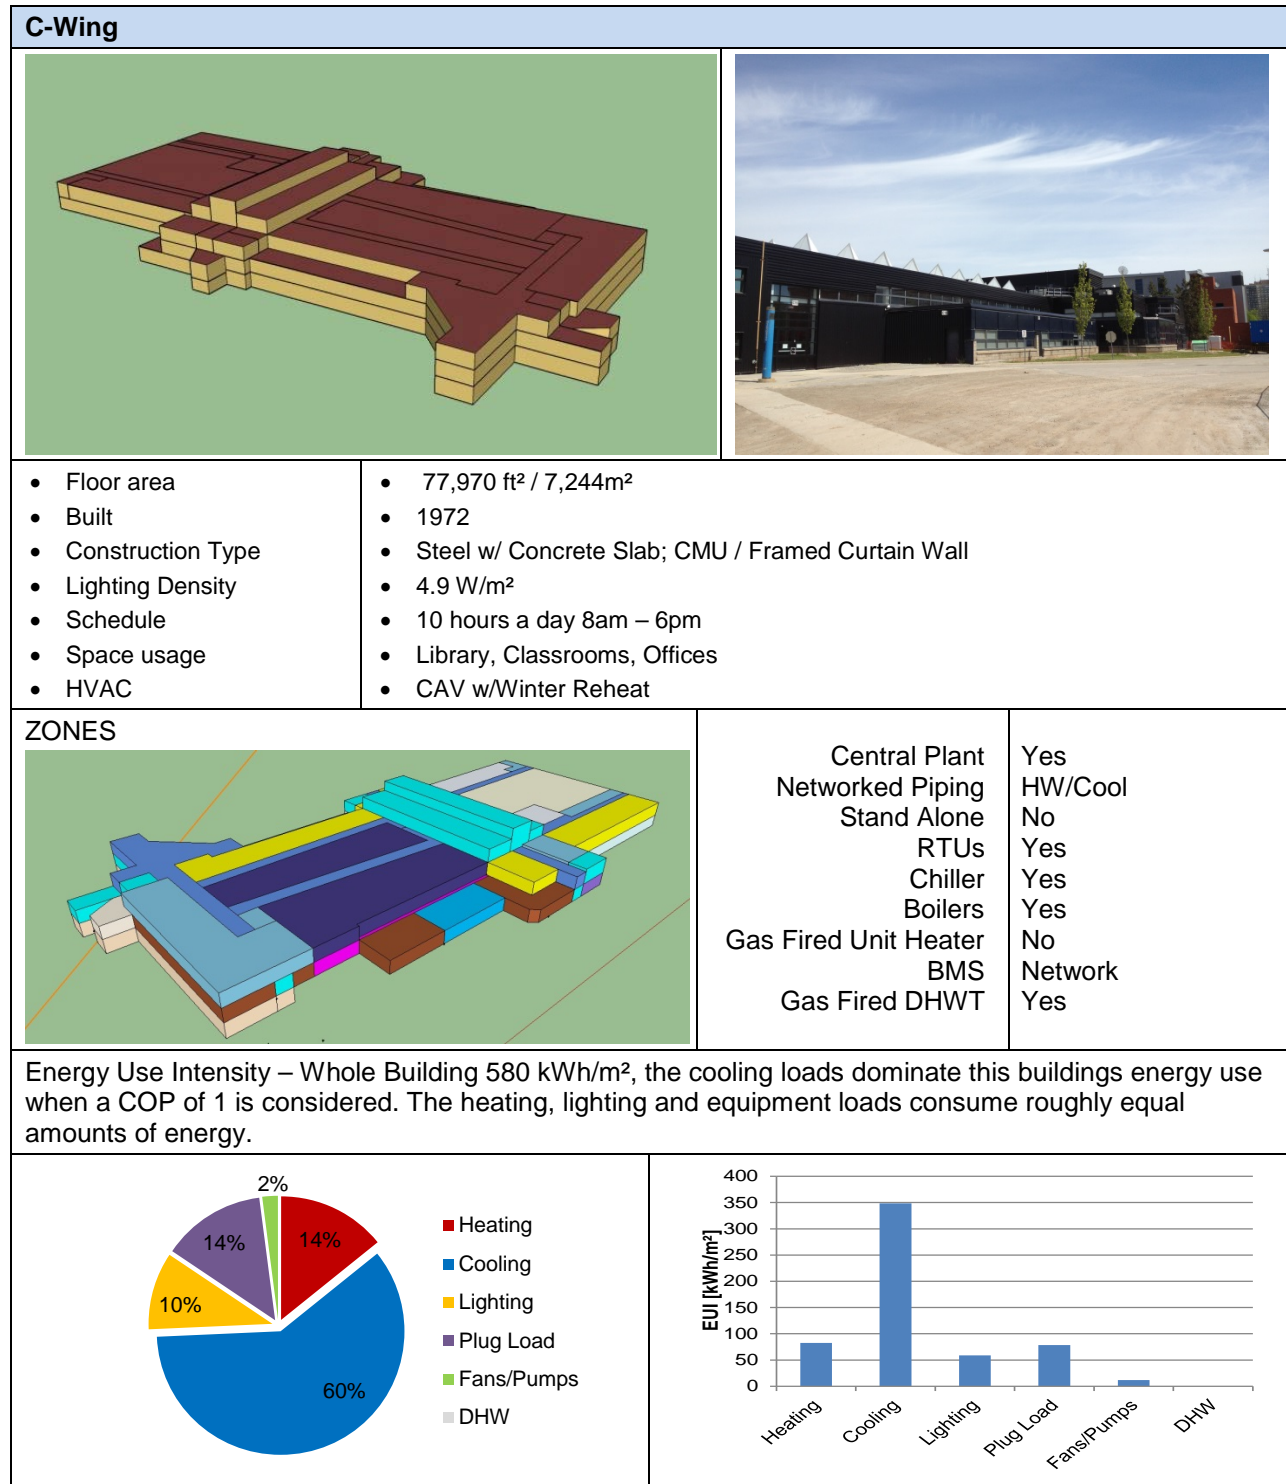 C-Wing
• Floor area
• Built
• Construction Type
• Lighting Density
• Schedule
• Space usage
• HVAC
• 77,970 ft² / 7,244m²
• 1972
• Steel w/ Concrete Slab; CMU / Framed Curtain Wall
• 4.9 W/m²
• 10 hours a day 8am – 6pm
• Library, Classrooms, Offices
• CAV w/Winter Reheat
ZONES
Central Plant
Networked Piping
Stand Alone
RTUs
Chiller
Boilers
Gas Fired Unit Heater
BMS
Gas Fired DHWT
Yes
HW/Cool
No
Yes
Yes
Yes
No
Network
Yes
Energy Use Intensity – Whole Building 580 kWh/m², the cooling loads dominate this buildings energy use
when a COP of 1 is considered. The heating, lighting and equipment loads consume roughly equal
amounts of energy.
2%
14%
14%
10%
60%
Heating
Cooling
Lighting
Plug Load
Fans/Pumps
DHW
EUI [kWh/m²]
400
350
300
250
200
150
100
50
0
Heating
Cooling
Lighting
Plug Load
Fans/Pumps
DHW